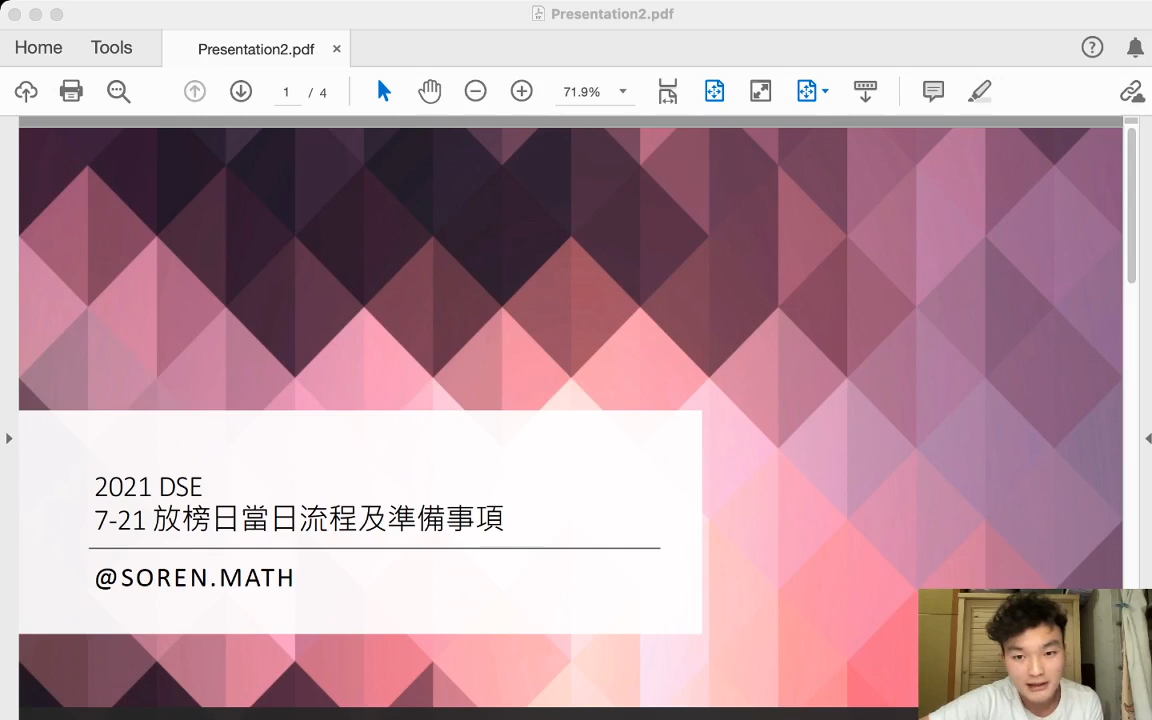 Presentation2.pdf
Home
Tools
Presentation2.pdf
1 / 4
71.9%
2021 DSE
7-21 放榜日當日流程及準備事項
@SOREN.MATH